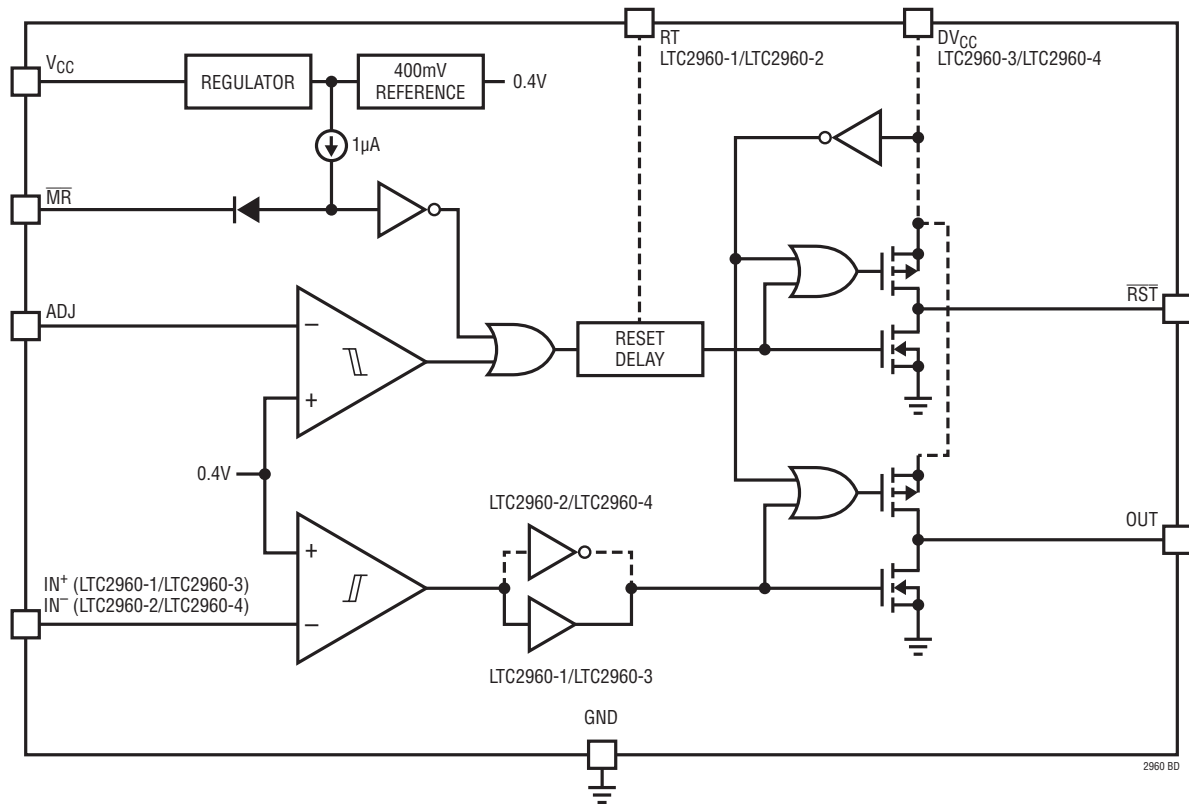 RT
LTC2960-1/LTC2960-2
DVCC
LTC2960-3/LTC2960-4
VCC
REGULATOR
400mV
REFERENCE
0.4V
1µA
MR
ADJ
−
+
RESET
DELAY
RST
0.4V
LTC2960-2/LTC2960-4
OUT
+
IN+ (LTC2960-1/LTC2960-3)
IN− (LTC2960-2/LTC2960-4)
−
LTC2960-1/LTC2960-3
GND
2960 BD